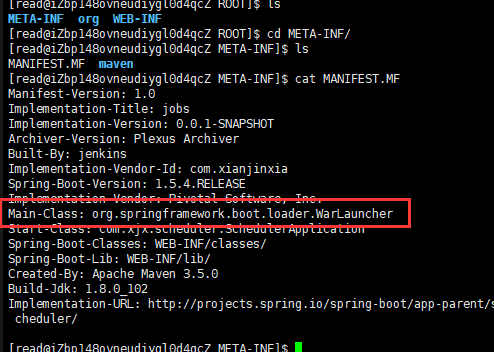 [read@iZbp148ovneudiygl0d4qcZ ROOT]$ ls
META-INF  org  WEB-INF
[read@iZbp148ovneudiygl0d4qcZ ROOT]$ cd META-INF/
[read@iZbp148ovneudiygl0d4qcZ META-INF]$ ls
MANIFEST.MF  maven
[read@iZbp148ovneudiygl0d4qcZ META-INF]$ cat MANIFEST.MF
Manifest-Version: 1.0
Implementation-Title: jobs
Implementation-Version: 0.0.1-SNAPSHOT
Archiver-Version: Plexus Archiver
Built-By: jenkins
Implementation-Vendor-Id: com.xianjinxia
Spring-Boot-Version: 1.5.4.RELEASE
Implementation-Vendor: Pivotal Software, Inc.
Main-Class: org.springframework.boot.loader.WarLauncher
Start-Class: com.xjx.scheduler.SchedulerApplication
Spring-Boot-Classes: WEB-INF/classes/
Spring-Boot-Lib: WEB-INF/lib/
Created-By: Apache Maven 3.5.0
Build-Jdk: 1.8.0_102
Implementation-URL: http://projects.spring.io/spring-boot/app-parent/s
 cheduler/
[read@iZbp148ovneudiygl0d4qcZ META-INF]$